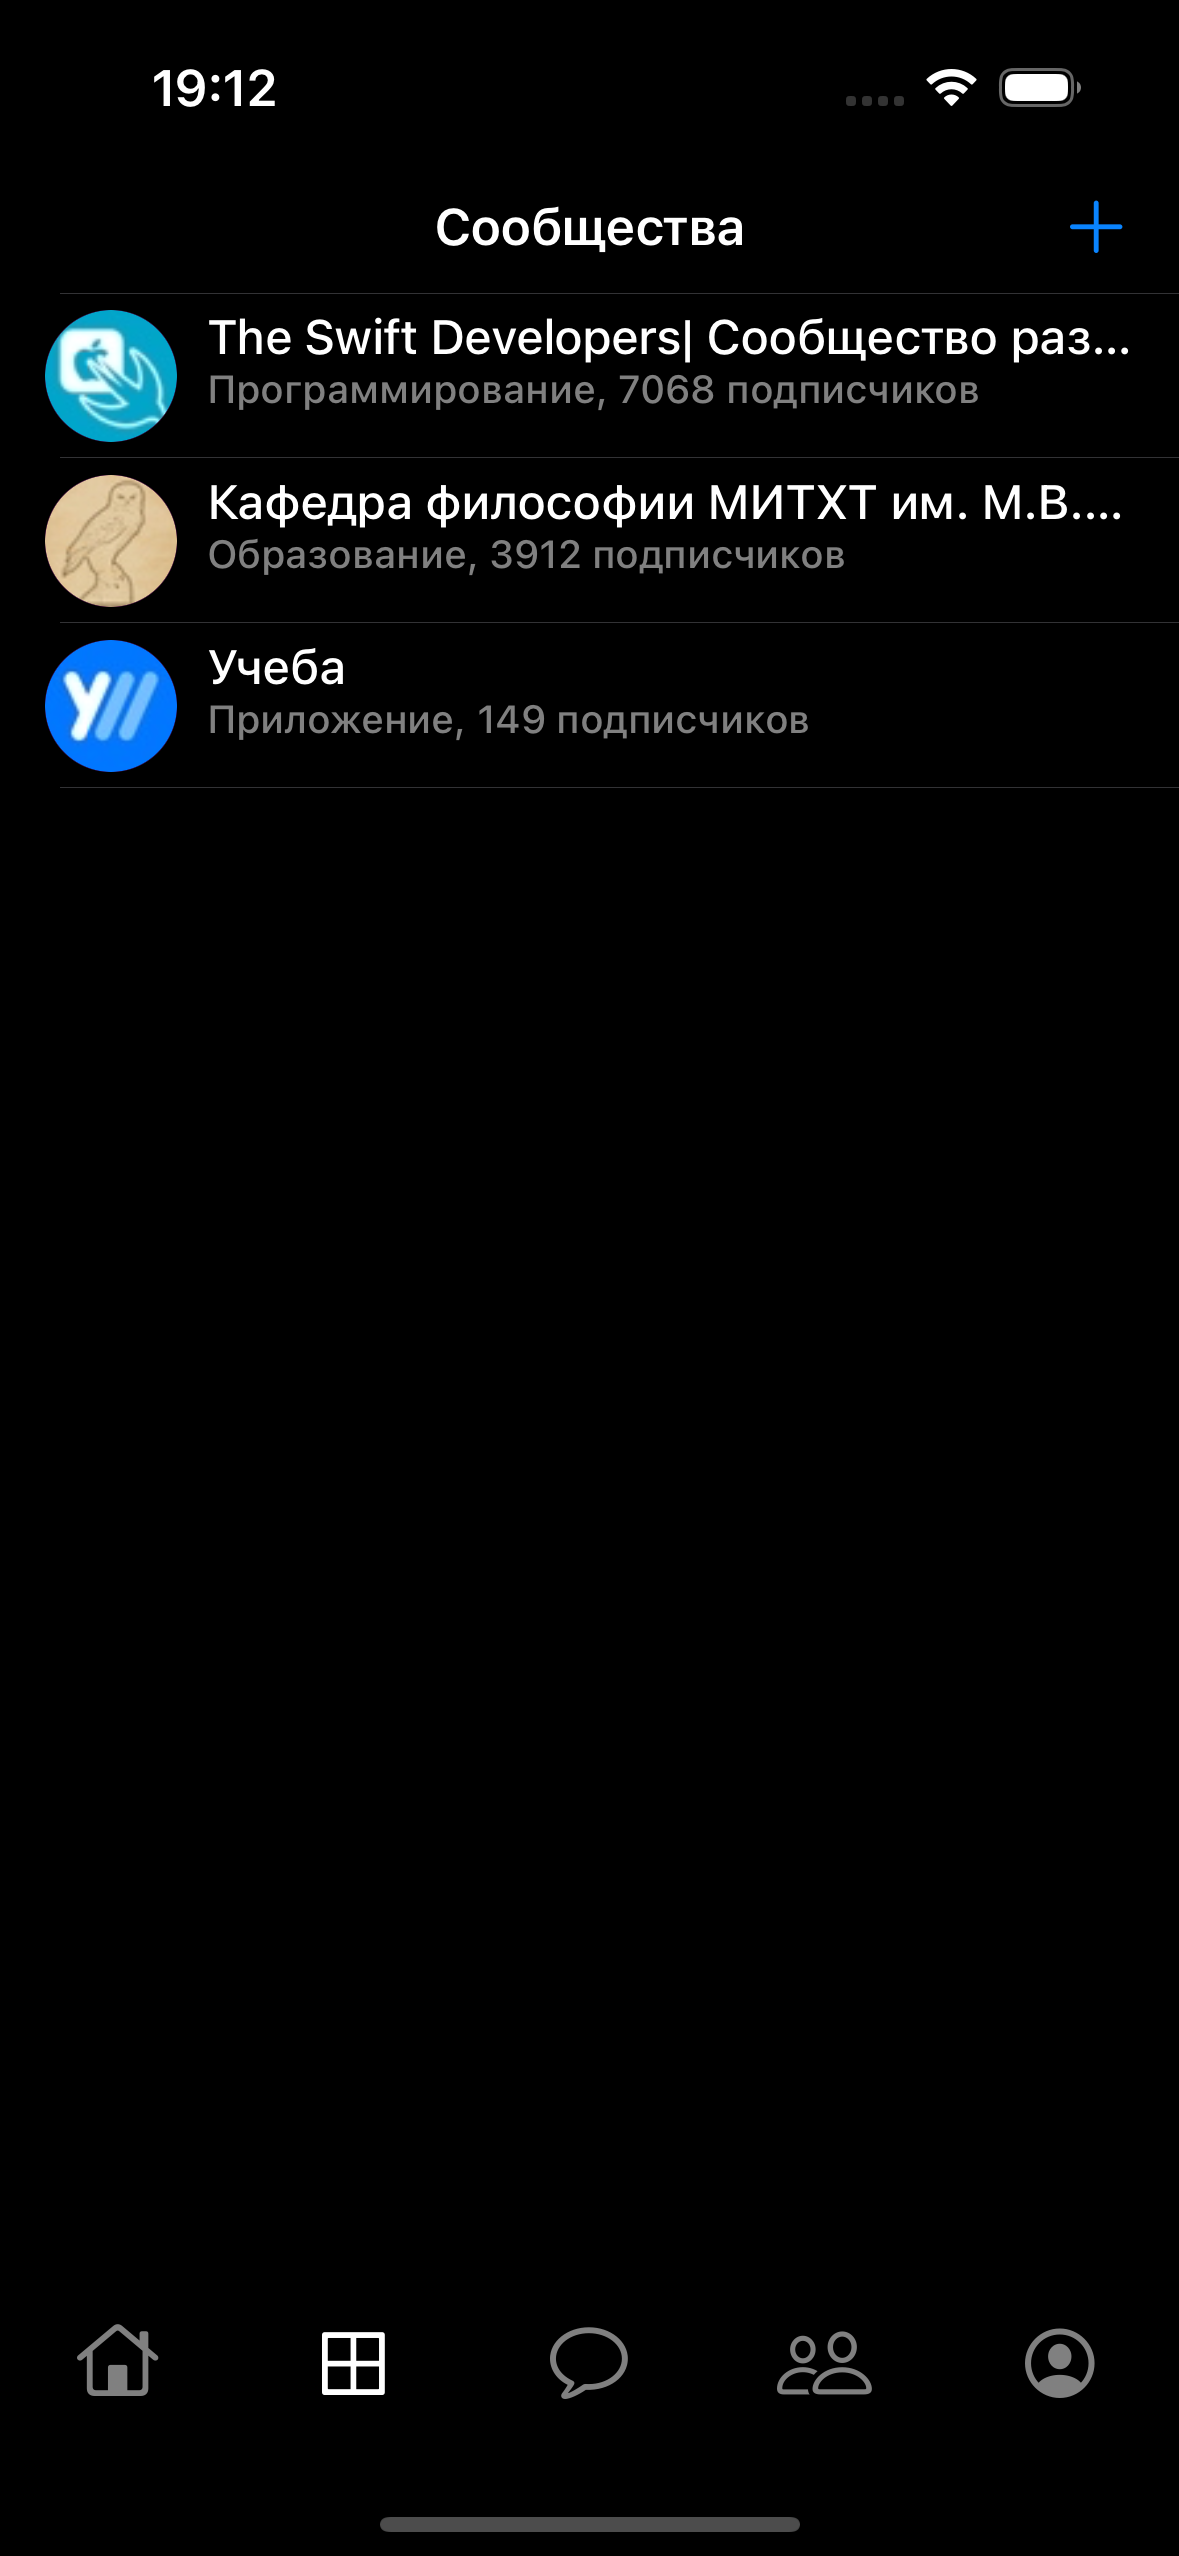 19:12
Сообщества
The Swift Developers| Сообщество раз...
Программирование, 7068 подписчиков
Кафедра философии МИТХТ им. М.В....
Образование, 3912 подписчиков
Учеба
Приложение, 149 подписчиков